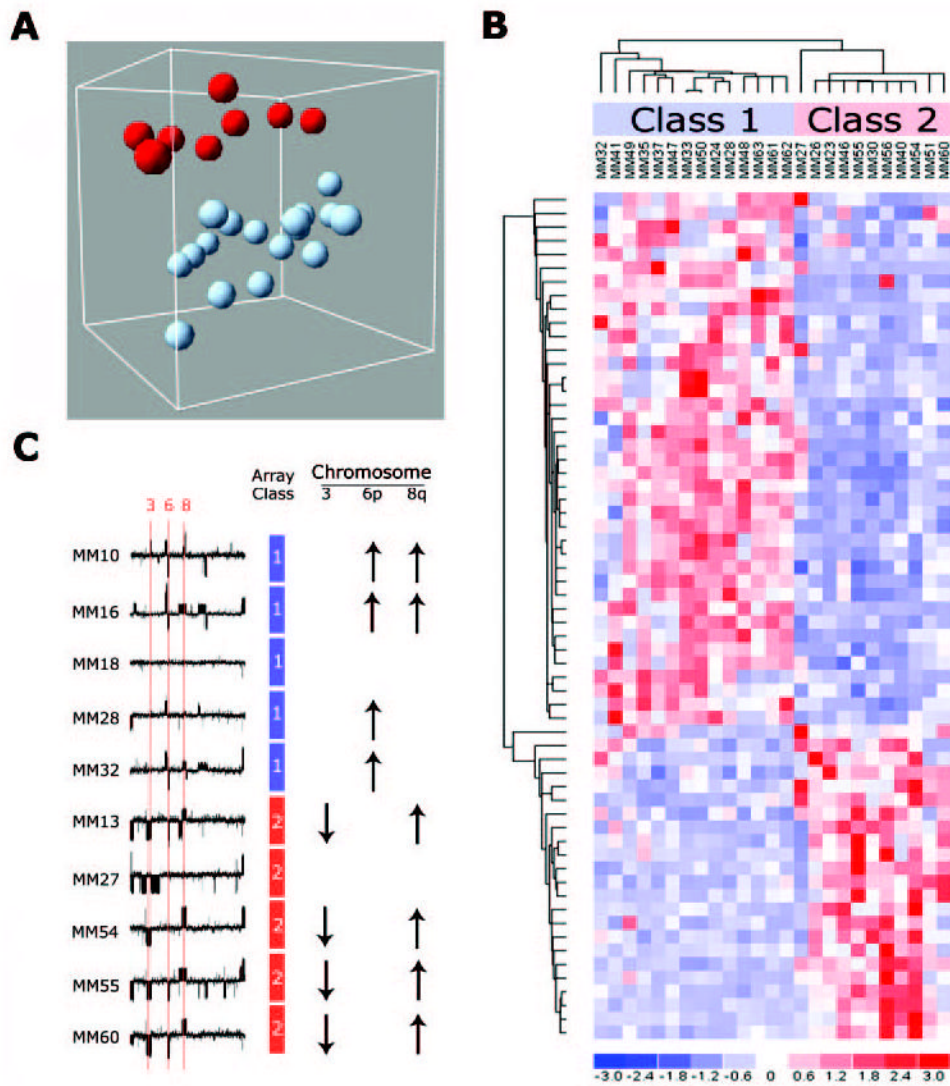 A
B
Class 1 Class 2
MM32 MM41 MM49 MM35 MM37 MM47 MM33 MM50 MM24 MM28 MM48 MM63 MM61 MM62 MM27 MM26 MM23 MM46 MM55 MM30 MM56 MM40 MM54 MM51 MM60
C
Array Chromosome
Class 3 6p 8q
3 6 8
MM10 1
MM16 1
MM18 1
MM28 1
MM32 1
MM13 2
MM27 2
MM54 2
MM55 2
MM60 2
-3.0 -2.4 -1.8 -1.2 -0.6 0 0.6 1.2 1.8 2.4 3.0